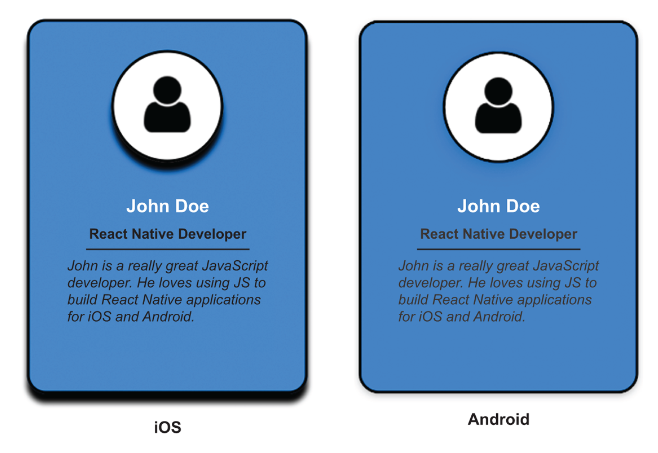 John Doe
React Native Developer
John is a really great JavaScript
developer. He loves using JS to
build React Native applications
for iOS and Android.
iOS
John Doe
React Native Developer
John is a really great JavaScript
developer. He loves using JS to
build React Native applications
for iOS and Android.
Android